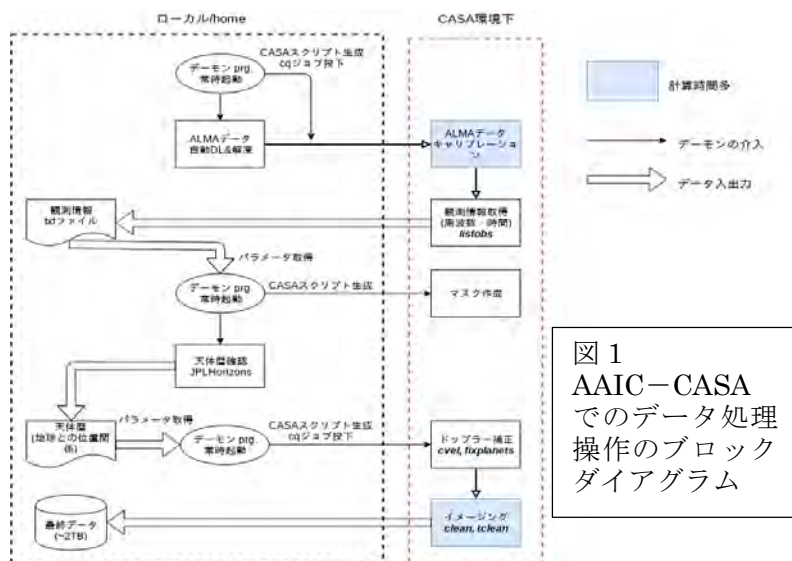 ローカル/home
CASA環境下
CASAスクリプト生成
cqジョブ投下
デーモン prg.
常時起動
計算時間多
ALMAデータ
自動DL&解凍
ALMAデータ
キャリブレーショ
ン
デーモンの介入
データ入出力
観測情報
txtファイル
観測情報取得
(周波数・時間)
listobs
パラメータ取得
デーモン prg.
常時起動
CASAスクリプト生成
マスク作成
天体暦確認
JPLHorizons
図1
AAIC－CASA
でのデータ処理
操作のブロック
ダイアグラム
天体暦
(地球との位置関
係)
パラメータ取得
デーモン prg.
常時起動
CASAスクリプト生成
cqジョブ投下
ドップラー補正
cvel, fixplanets
最終データ
(~2TB)
イメージング
clean, tclean